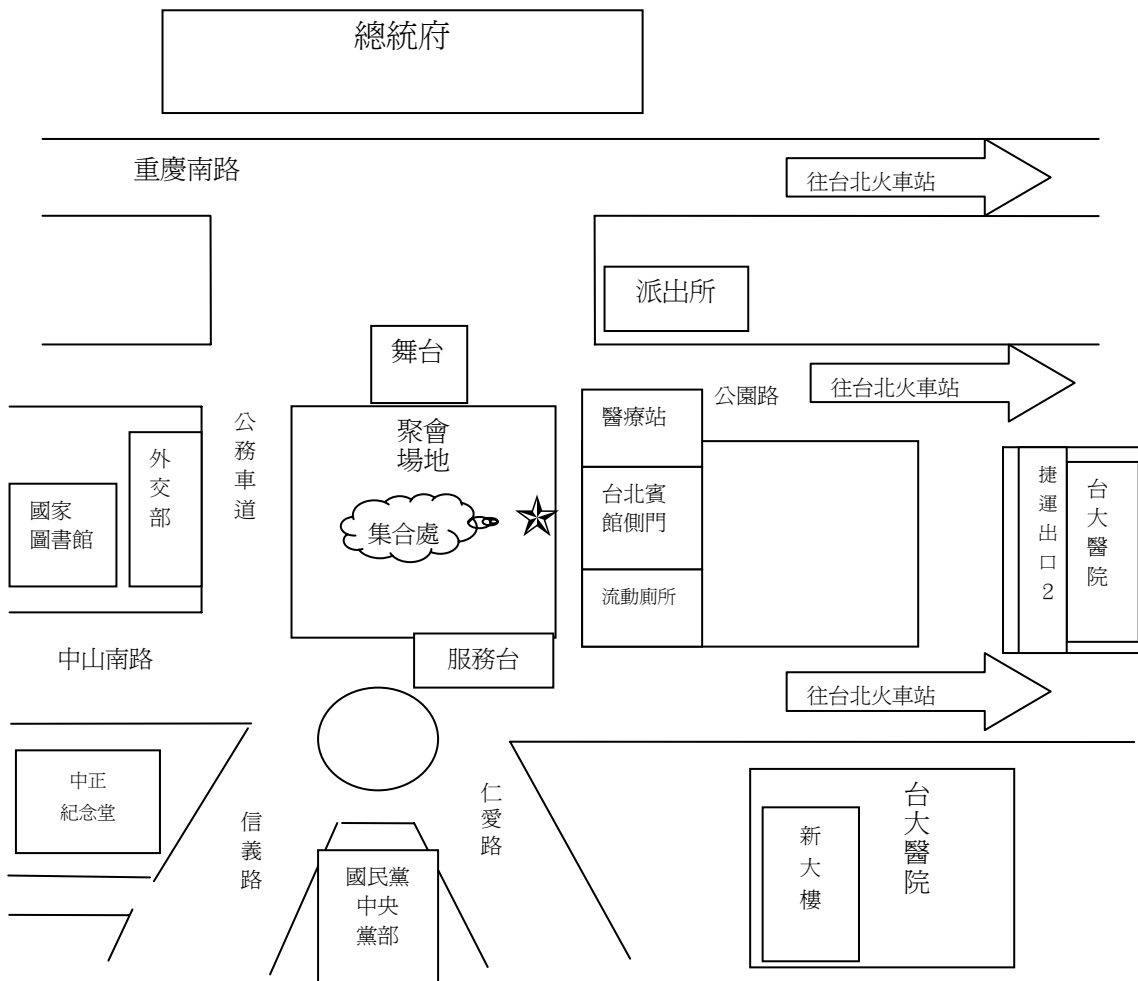 總統府
重慶南路
往台北火車站
派出所
舞台
公園路
往台北火車站
公務車道
聚會
場地
醫療站
外交部
國家
圖書館
集合處
台北賓
館側門
捷運出口2
台大醫院
流動廁所
中山南路
服務台
往台北火車站
中正
紀念堂
信義路
仁愛路
國民黨
中央
黨部
新大樓
台大醫院